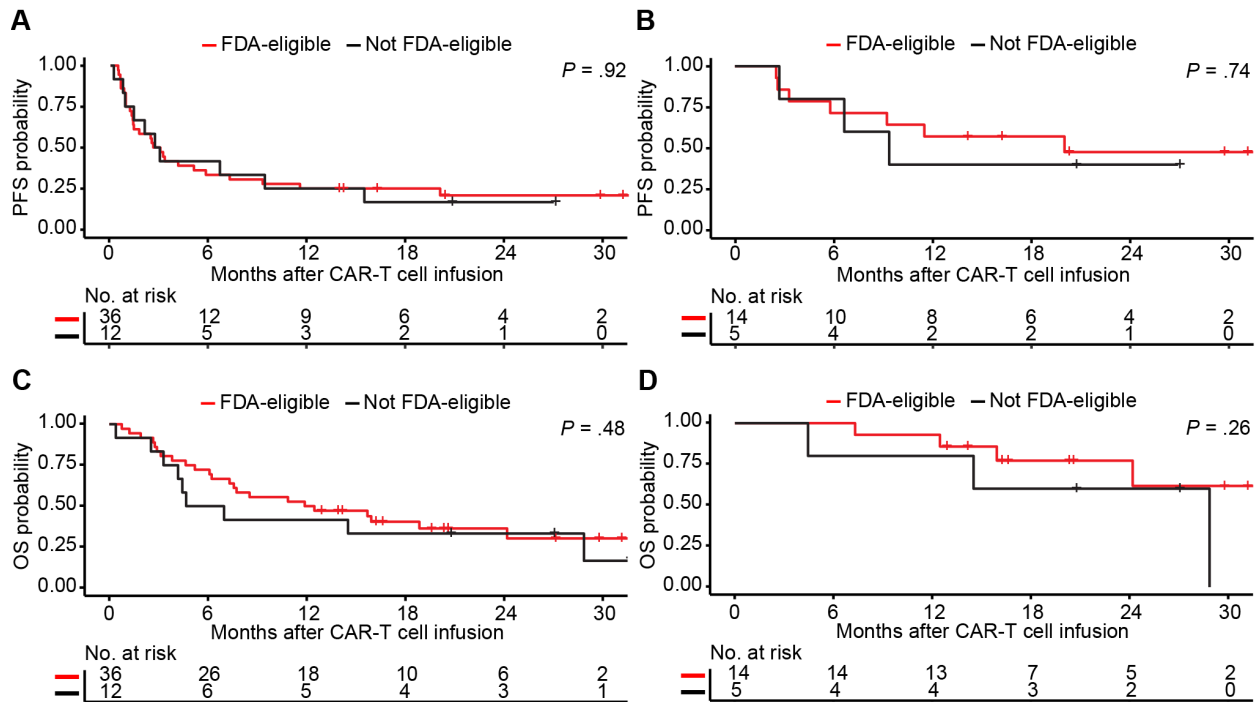 A
FDA-eligible Not FDA-eligible
P = .92
PFS probability
1.00
0.75
0.50
0.25
0.00
0 6 12 18 24 30
Months after CAR-T cell infusion
No. at risk
36 12 9 6 4 2
12 5 3 2 1 0
B
FDA-eligible Not FDA-eligible
P = .74
PFS probability
1.00
0.75
0.50
0.25
0.00
0 6 12 18 24 30
Months after CAR-T cell infusion
No. at risk
14 10 8 6 4 2
5 4 2 2 1 0
C
FDA-eligible Not FDA-eligible
P = .48
OS probability
1.00
0.75
0.50
0.25
0.00
0 6 12 18 24 30
Months after CAR-T cell infusion
No. at risk
36 26 18 10 6 2
12 6 5 4 3 1
D
FDA-eligible Not FDA-eligible
P = .26
OS probability
1.00
0.75
0.50
0.25
0.00
0 6 12 18 24 30
Months after CAR-T cell infusion
No. at risk
14 14 13 7 5 2
5 4 4 3 2 0